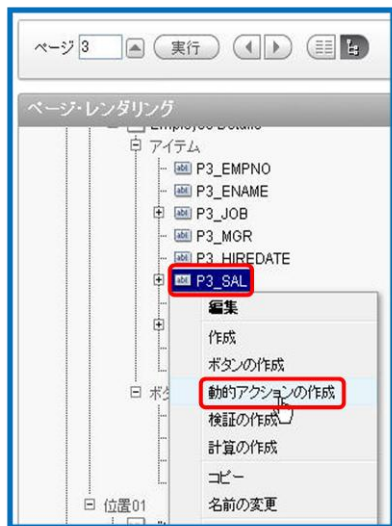 ページ 3 実行
ページ・レンダリング
Employee Details
アイテム
P3_EMPNO
P3_ENAME
P3_JOB
P3_MGR
P3_HIREDATE
P3_SAL
編集
作成
ボタンの作成
動的アクションの作成
検証の作成
計算の作成
コピー
名前の変更
ボタ
位置01